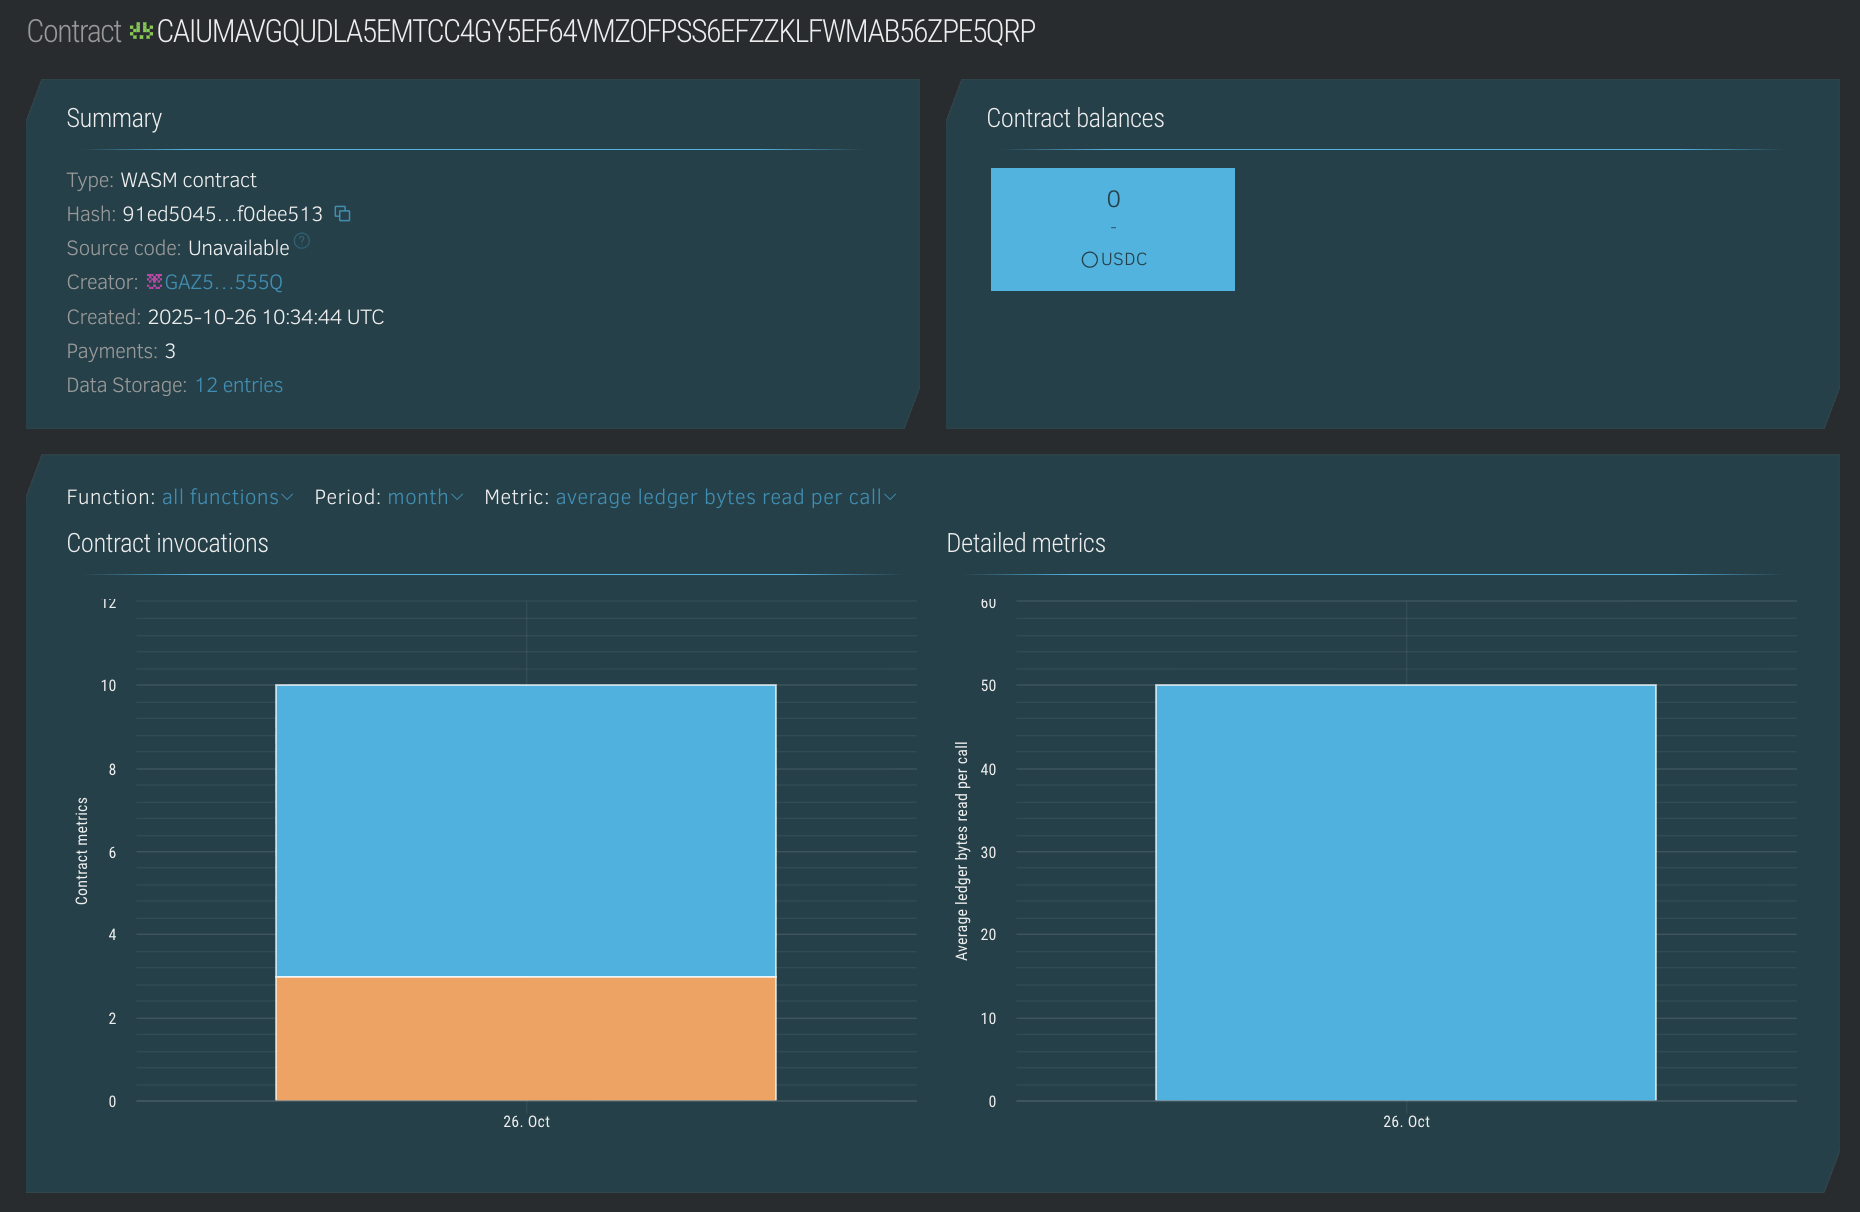 Contract CAIUMAVGQUDLA5EMTCC4GY5EF64VMZOFPSS6EFZZKLFWMAB56ZPE5QRP
Summary
Type: WASM contract
Hash: 91ed5045...f0dee513
Source code: Unavailable ?
Creator: GAZ5...555Q
Created: 2025-10-26 10:34:44 UTC
Payments: 3
Data Storage: 12 entries
Contract balances
0
-
USDC
Function: all functions Period: month Metric: average ledger bytes read per call
Contract invocations
Contract metrics
12
10
8
6
4
2
0
26. Oct
Detailed metrics
Average ledger bytes read per call
60
50
40
30
20
10
0
26. Oct